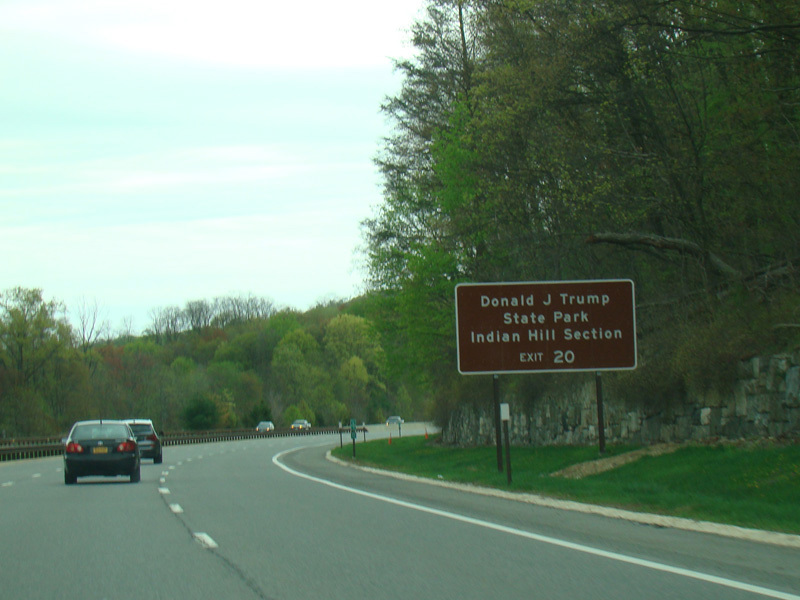 Donald J Trump
State Park
Indian Hill Section
EXIT 20